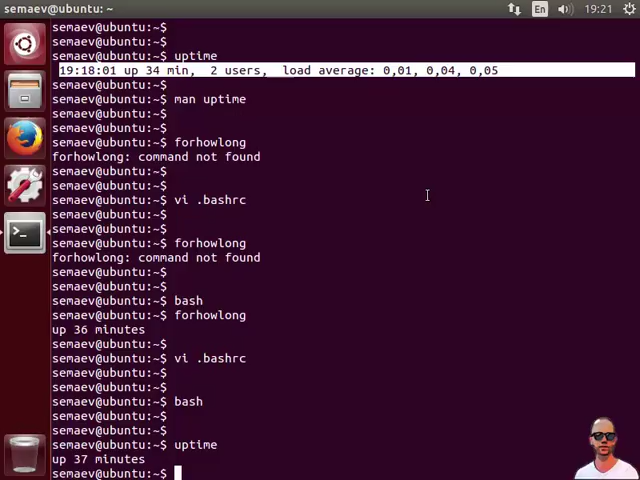 semaev@ubuntu: ~
En
19:21
semaev@ubuntu:~$
semaev@ubuntu:~$
semaev@ubuntu:~$ uptime
19:18:01 up 34 min,  2 users,  load average: 0,01, 0,04, 0,05
semaev@ubuntu:~$
semaev@ubuntu:~$ man uptime
semaev@ubuntu:~$
semaev@ubuntu:~$
semaev@ubuntu:~$ forhowlong
forhowlong: command not found
semaev@ubuntu:~$
semaev@ubuntu:~$
semaev@ubuntu:~$ vi .bashrc
semaev@ubuntu:~$
semaev@ubuntu:~$
semaev@ubuntu:~$ forhowlong
forhowlong: command not found
semaev@ubuntu:~$
semaev@ubuntu:~$
semaev@ubuntu:~$ bash
semaev@ubuntu:~$ forhowlong
up 36 minutes
semaev@ubuntu:~$
semaev@ubuntu:~$ vi .bashrc
semaev@ubuntu:~$
semaev@ubuntu:~$
semaev@ubuntu:~$ bash
semaev@ubuntu:~$
semaev@ubuntu:~$
semaev@ubuntu:~$ uptime
up 37 minutes
semaev@ubuntu:~$